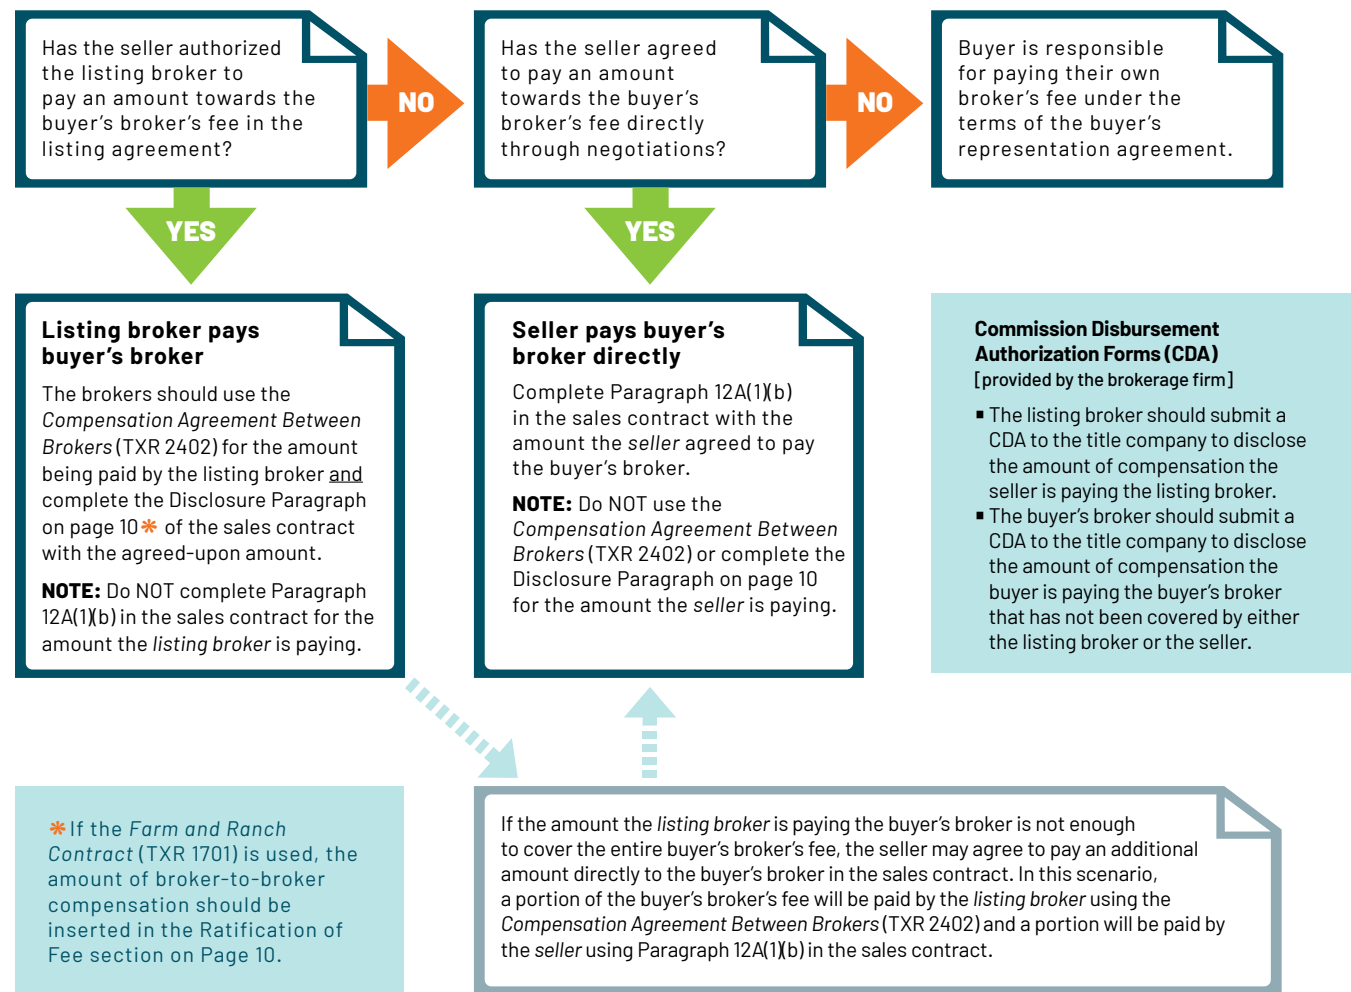 Has the seller authorized
the listing broker to
pay an amount towards the
buyer's broker's fee in the
listing agreement?
NO
Has the seller agreed
to pay an amount
towards the buyer's
broker's fee directly
through negotiations?
NO
Buyer is responsible
for paying their own
broker's fee under the
terms of the buyer's
representation agreement.
YES
YES
Listing broker pays
buyer's broker
The brokers should use the
Compensation Agreement Between
Brokers (TXR 2402) for the amount
being paid by the listing broker and
complete the Disclosure Paragraph
on page 10* of the sales contract
with the agreed-upon amount.
NOTE: Do NOT complete Paragraph
12A(1)(b) in the sales contract for the
amount the listing broker is paying.
Seller pays buyer's
broker directly
Complete Paragraph 12A(1)(b)
in the sales contract with the
amount the seller agreed to pay
the buyer's broker.
NOTE: Do NOT use the
Compensation Agreement Between
Brokers (TXR 2402) or complete the
Disclosure Paragraph on page 10
for the amount the seller is paying.
Commission Disbursement
Authorization Forms (CDA)
[provided by the brokerage firm]
▪ The listing broker should submit a
CDA to the title company to disclose
the amount of compensation the
seller is paying the listing broker.
▪ The buyer's broker should submit a
CDA to the title company to disclose
the amount of compensation the
buyer is paying the buyer's broker
that has not been covered by either
the listing broker or the seller.
*If the Farm and Ranch
Contract (TXR 1701) is used, the
amount of broker-to-broker
compensation should be
inserted in the Ratification of
Fee section on Page 10.
If the amount the listing broker is paying the buyer's broker is not enough
to cover the entire buyer's broker's fee, the seller may agree to pay an additional
amount directly to the buyer's broker in the sales contract. In this scenario,
a portion of the buyer's broker's fee will be paid by the listing broker using the
Compensation Agreement Between Brokers (TXR 2402) and a portion will be paid by
the seller using Paragraph 12A(1)(b) in the sales contract.